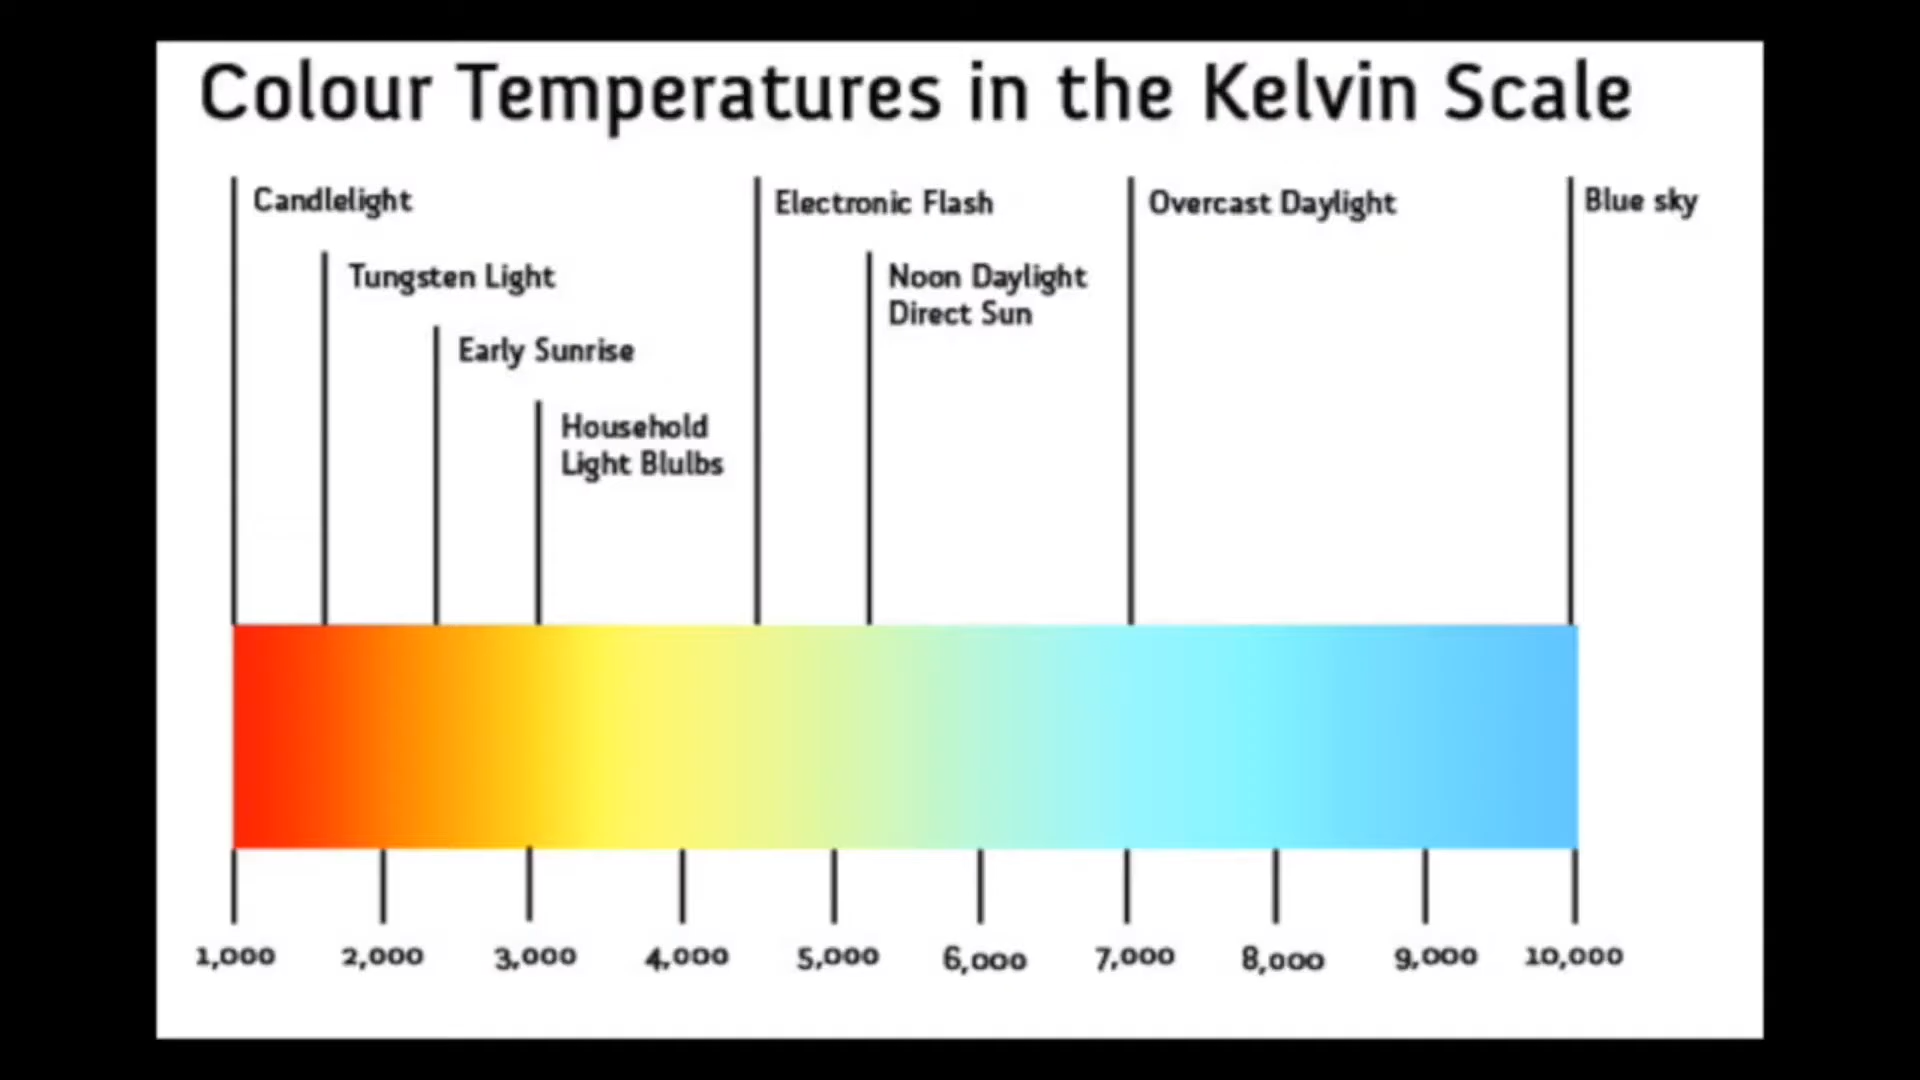 Colour Temperatures in the Kelvin Scale
Candlelight
Electronic Flash
Overcast Daylight
Blue sky
Tungsten Light
Noon Daylight
Direct Sun
Early Sunrise
Household
Light Blulbs
1,000
2,000
3,000
4,000
5,000
6,000
7,000
8,000
9,000
10,000